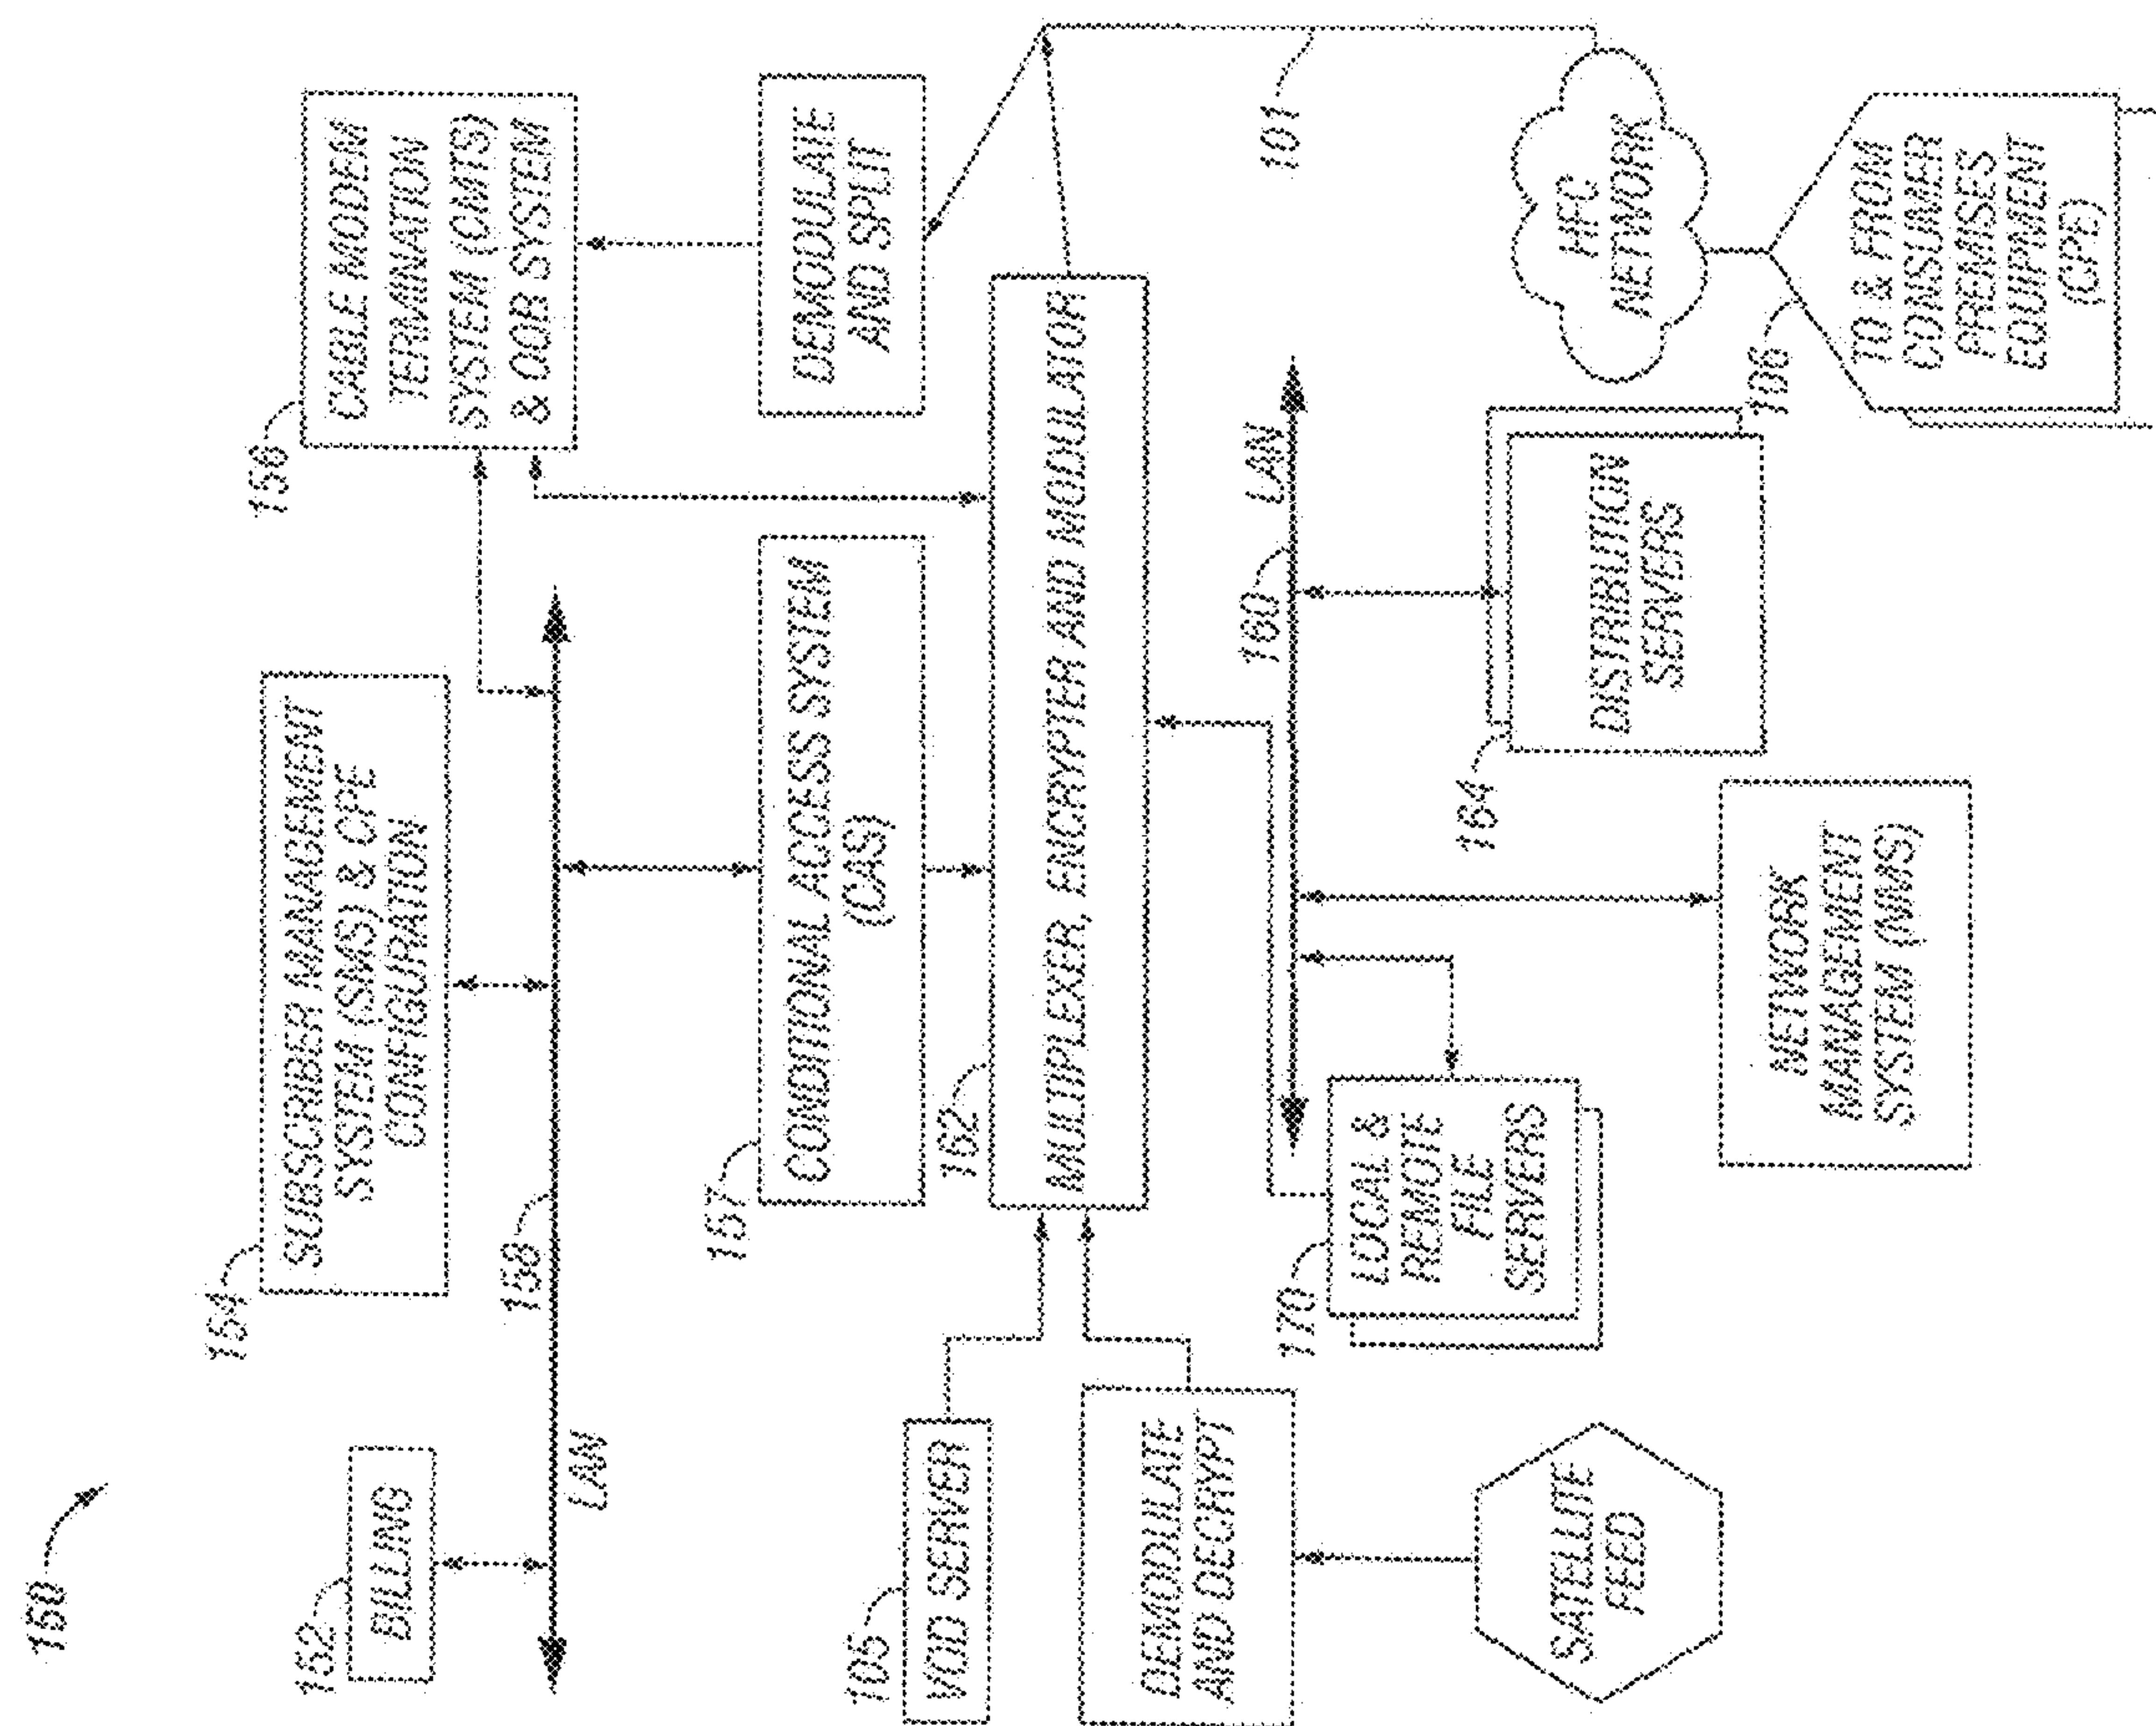 150
152
BILLING
154
SUBSCRIBER MANAGEMENT
SYSTEM (SMS) & CPE
CONFIGURATION
156
CABLE MODEM
TERMINATION
SYSTEM (CMTS)
& OOB SYSTEM
158
LAN
157
CONDITIONAL ACCESS SYSTEM
(CAS)
DEMODULATE
AND SPLIT
105
VOD SERVER
162
MULTIPLEXER, ENCRYPTER AND MODULATOR
DEMODULATE
AND DECRYPT
160
LAN
101
170
LOCAL &
REMOTE
FILE
SERVERS
164
DISTRIBUTION
SERVERS
HFC
NETWORK
SATELLITE
FEED
NETWORK
MANAGEMENT
SYSTEM (NMS)
106
TO & FROM
CONSUMER
PREMISES
EQUIPMENT
(CPE)